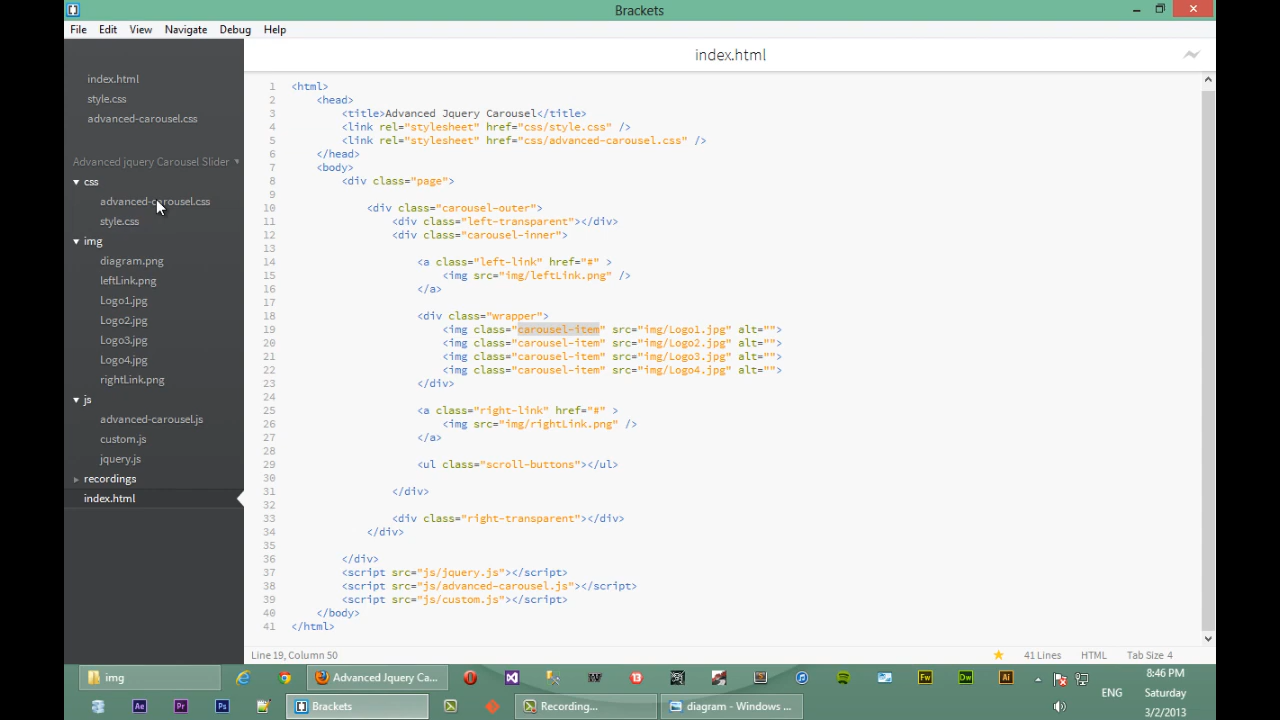 Brackets
File Edit View Navigate Debug Help
index.html
style.css
advanced-carousel.css
Advanced jquery Carousel Slider
css
advanced-carousel.css
style.css
img
diagram.png
leftLink.png
Logo1.jpg
Logo2.jpg
Logo3.jpg
Logo4.jpg
rightLink.png
js
advanced-carousel.js
custom.js
jquery.js
recordings
index.html
index.html
1 <html>
2 <head>
3 <title>Advanced Jquery Carousel</title>
4 <link rel="stylesheet" href="css/style.css" />
5 <link rel="stylesheet" href="css/advanced-carousel.css" />
6 </head>
7 <body>
8 <div class="page">
9
10 <div class="carousel-outer">
11 <div class="left-transparent"></div>
12 <div class="carousel-inner">
13
14 <a class="left-link" href="#" >
15 <img src="img/leftLink.png" />
16 </a>
17
18 <div class="wrapper">
19 <img class="carousel-item" src="img/Logo1.jpg" alt="">
20 <img class="carousel-item" src="img/Logo2.jpg" alt="">
21 <img class="carousel-item" src="img/Logo3.jpg" alt="">
22 <img class="carousel-item" src="img/Logo4.jpg" alt="">
23 </div>
24
25 <a class="right-link" href="#" >
26 <img src="img/rightLink.png" />
27 </a>
28
29 <ul class="scroll-buttons"></ul>
30
31 </div>
32
33 <div class="right-transparent"></div>
34 </div>
35
36 </div>
37 <script src="js/jquery.js"></script>
38 <script src="js/advanced-carousel.js"></script>
39 <script src="js/custom.js"></script>
40 </body>
41 </html>
Line 19, Column 50 41 Lines HTML Tab Size 4
img Advanced Jquery Ca... W 13 Fw Dw Ai 8:46 PM
ENG Saturday
Ae Pr Ps Brackets Recording... diagram - Windows ... 3/2/2013